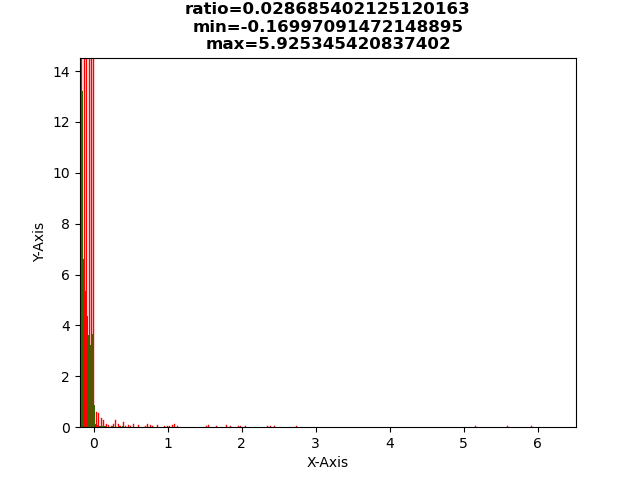 ratio=0.028685402125120163
min=-0.16997091472148895
max=5.925345420837402
14
12
10
8
6
4
2
0
Y-Axis
0 1 2 3 4 5 6
X-Axis